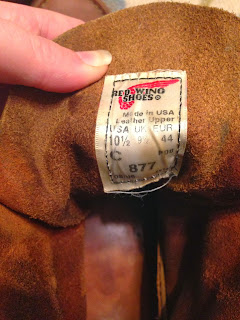 RED WING
SHOES®
Made in USA
Leather Upper
USA UK EUR
10½ 9½ 44
C
877